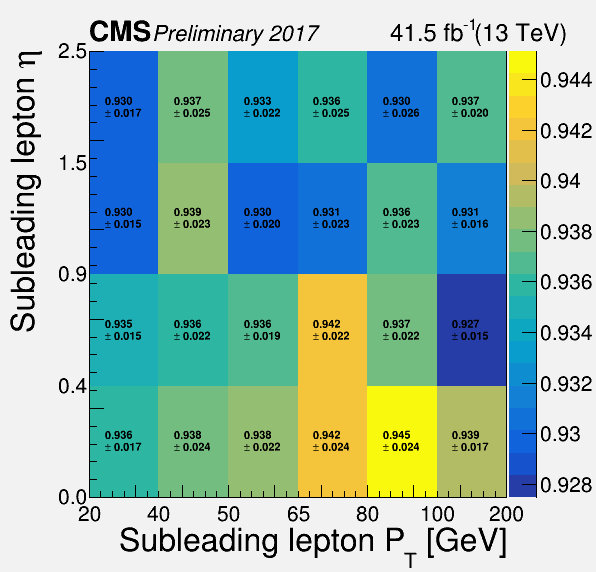 CMS Preliminary 2017 41.5 fb⁻¹(13 TeV)
Subleading lepton η
2.5
1.5
0.9
0.4
0.0
0.930 0.937 0.933 0.936 0.930 0.937
± 0.017 ± 0.025 ± 0.022 ± 0.025 ± 0.026 ± 0.020
0.930 0.939 0.930 0.931 0.936 0.931
± 0.015 ± 0.023 ± 0.020 ± 0.023 ± 0.023 ± 0.016
0.935 0.936 0.936 0.942 0.937 0.927
± 0.015 ± 0.022 ± 0.019 ± 0.022 ± 0.022 ± 0.015
0.936 0.938 0.938 0.942 0.945 0.939
± 0.017 ± 0.024 ± 0.022 ± 0.024 ± 0.024 ± 0.017
20 40 50 65 80 100 200
Subleading lepton P_T [GeV]
0.944
0.942
0.94
0.938
0.936
0.934
0.932
0.93
0.928